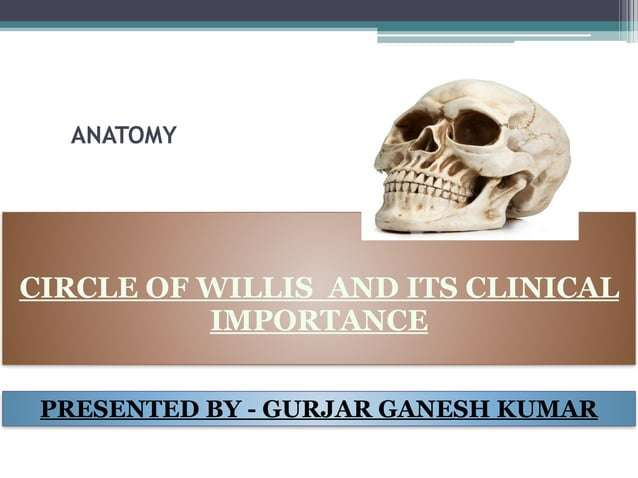 ANATOMY
CIRCLE OF WILLIS  AND ITS CLINICAL
IMPORTANCE
PRESENTED BY - GURJAR GANESH KUMAR